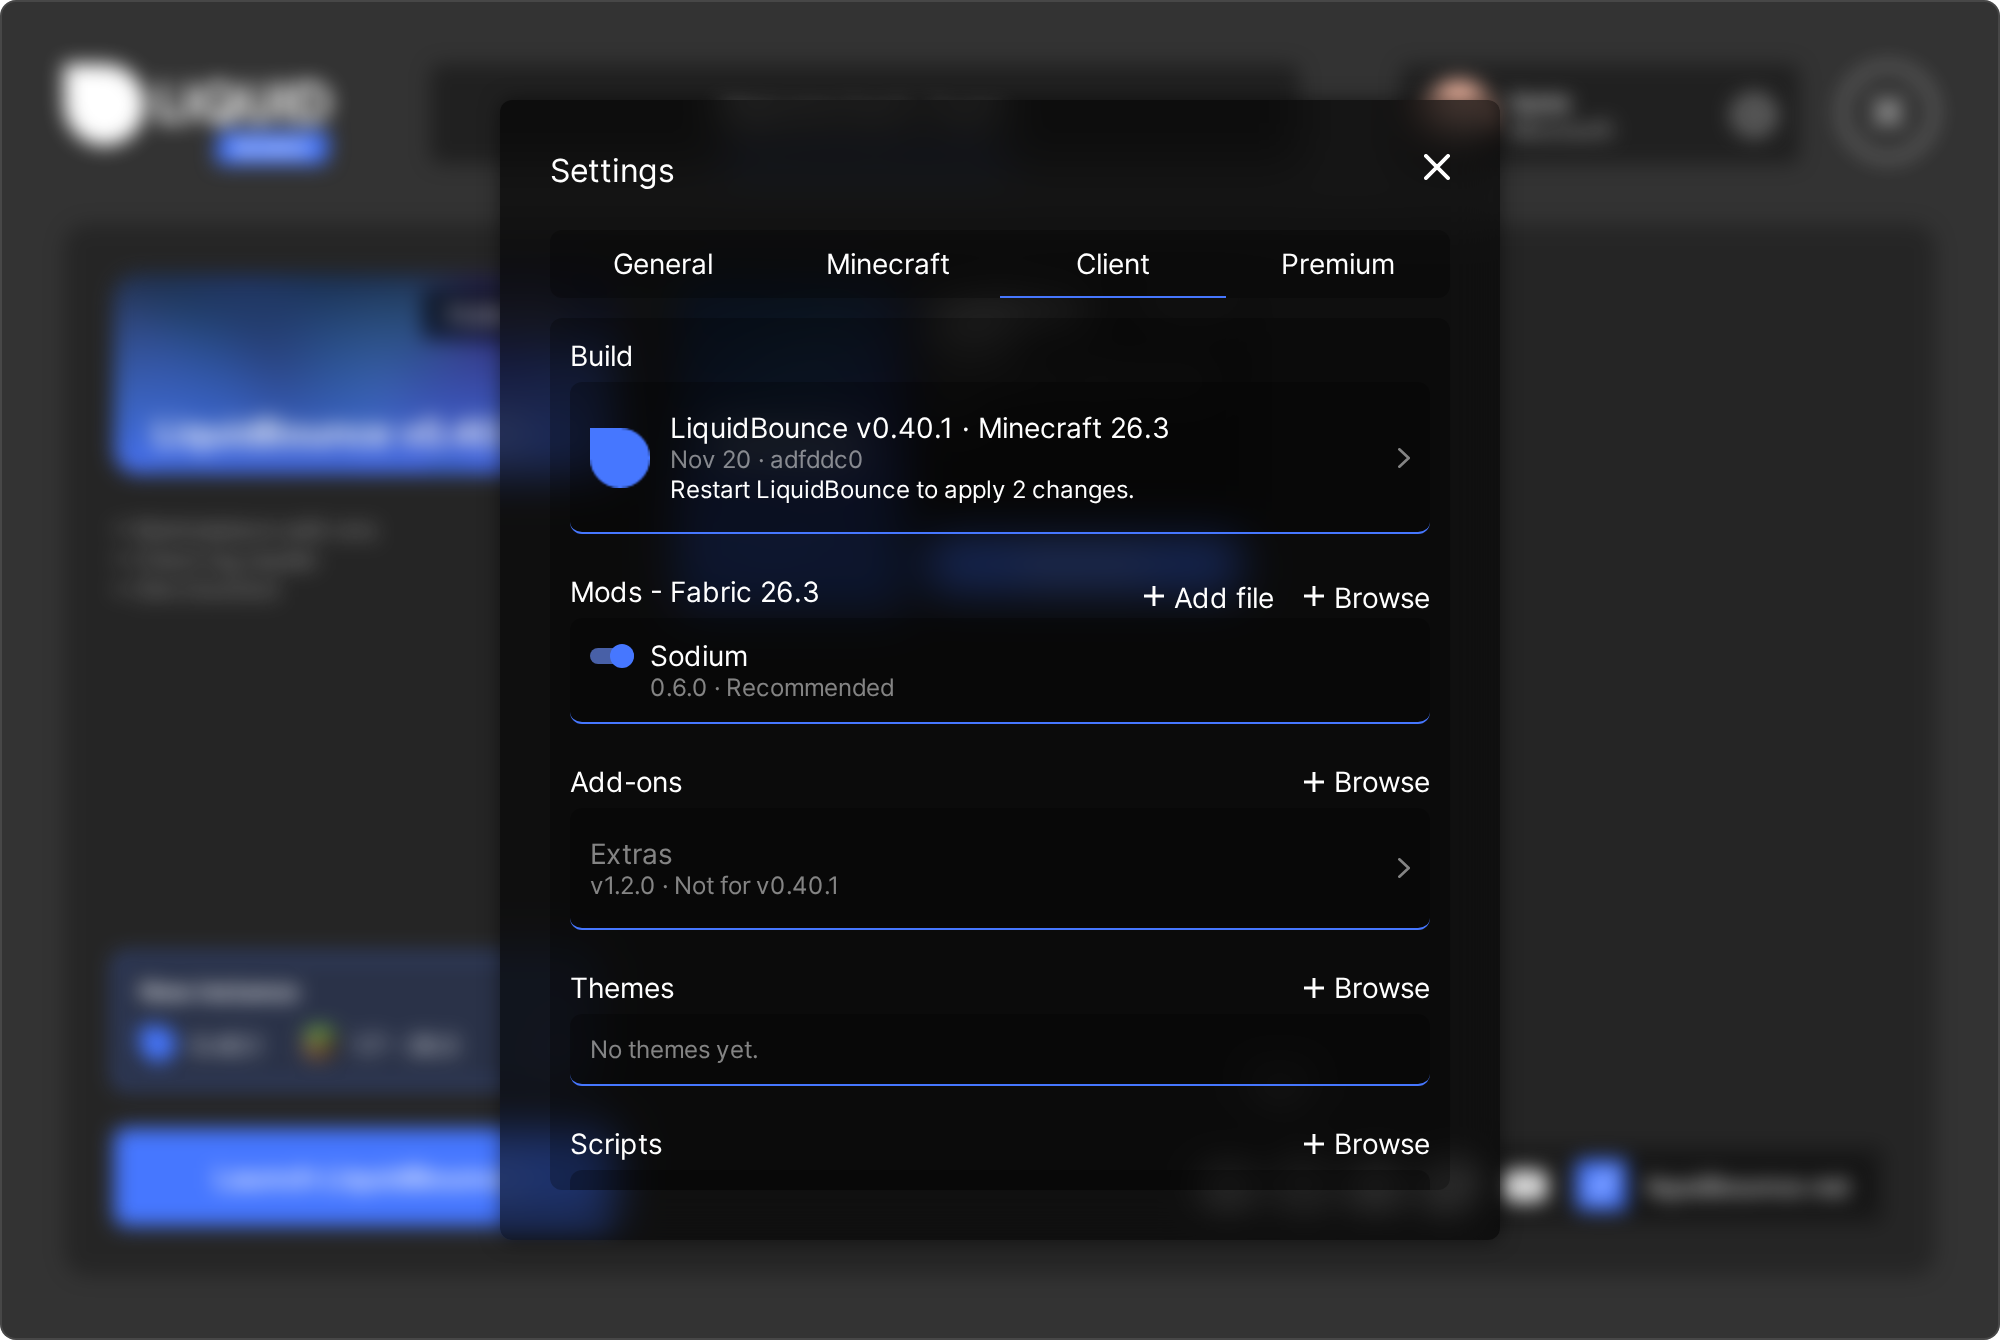 Settings
General Minecraft Client Premium
Build
LiquidBounce v0.40.1 · Minecraft 26.3
Nov 20 · adfddc0
Restart LiquidBounce to apply 2 changes.
Mods - Fabric 26.3 + Add file + Browse
Sodium
0.6.0 · Recommended
Add-ons + Browse
Extras
v1.2.0 · Not for v0.40.1
Themes + Browse
No themes yet.
Scripts + Browse